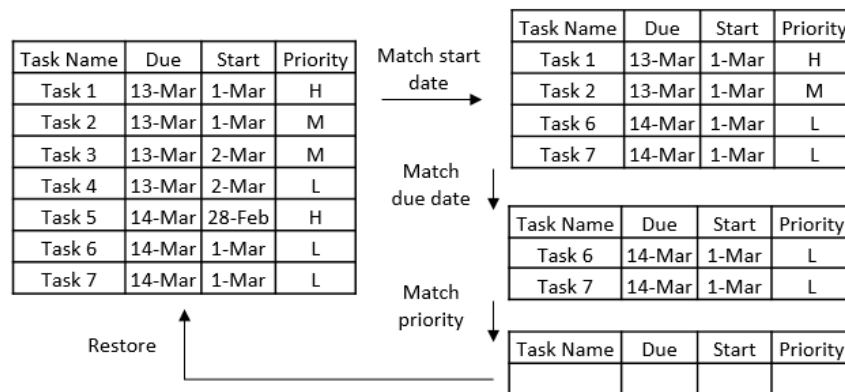 Task Name Due Start Priority
Task 1 13-Mar 1-Mar H
Task 2 13-Mar 1-Mar M
Task 3 13-Mar 2-Mar M
Task 4 13-Mar 2-Mar L
Task 5 14-Mar 28-Feb H
Task 6 14-Mar 1-Mar L
Task 7 14-Mar 1-Mar L
Match start
date
Task Name Due Start Priority
Task 1 13-Mar 1-Mar H
Task 2 13-Mar 1-Mar M
Task 6 14-Mar 1-Mar L
Task 7 14-Mar 1-Mar L
Match
due date
Task Name Due Start Priority
Task 6 14-Mar 1-Mar L
Task 7 14-Mar 1-Mar L
Match
priority
Task Name Due Start Priority
Restore